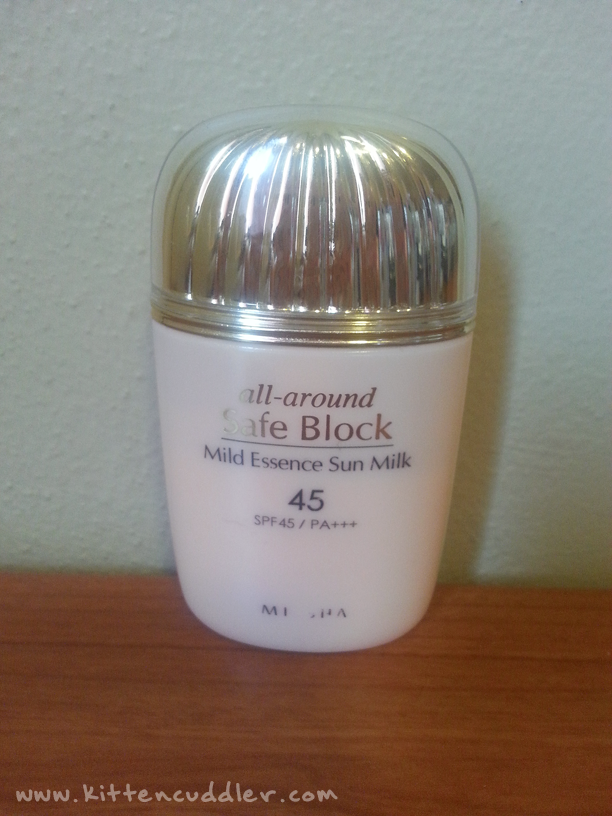 all-around
Safe Block
Mild Essence Sun Milk
45
SPF45 / PA+++
www.kittencuddler.com